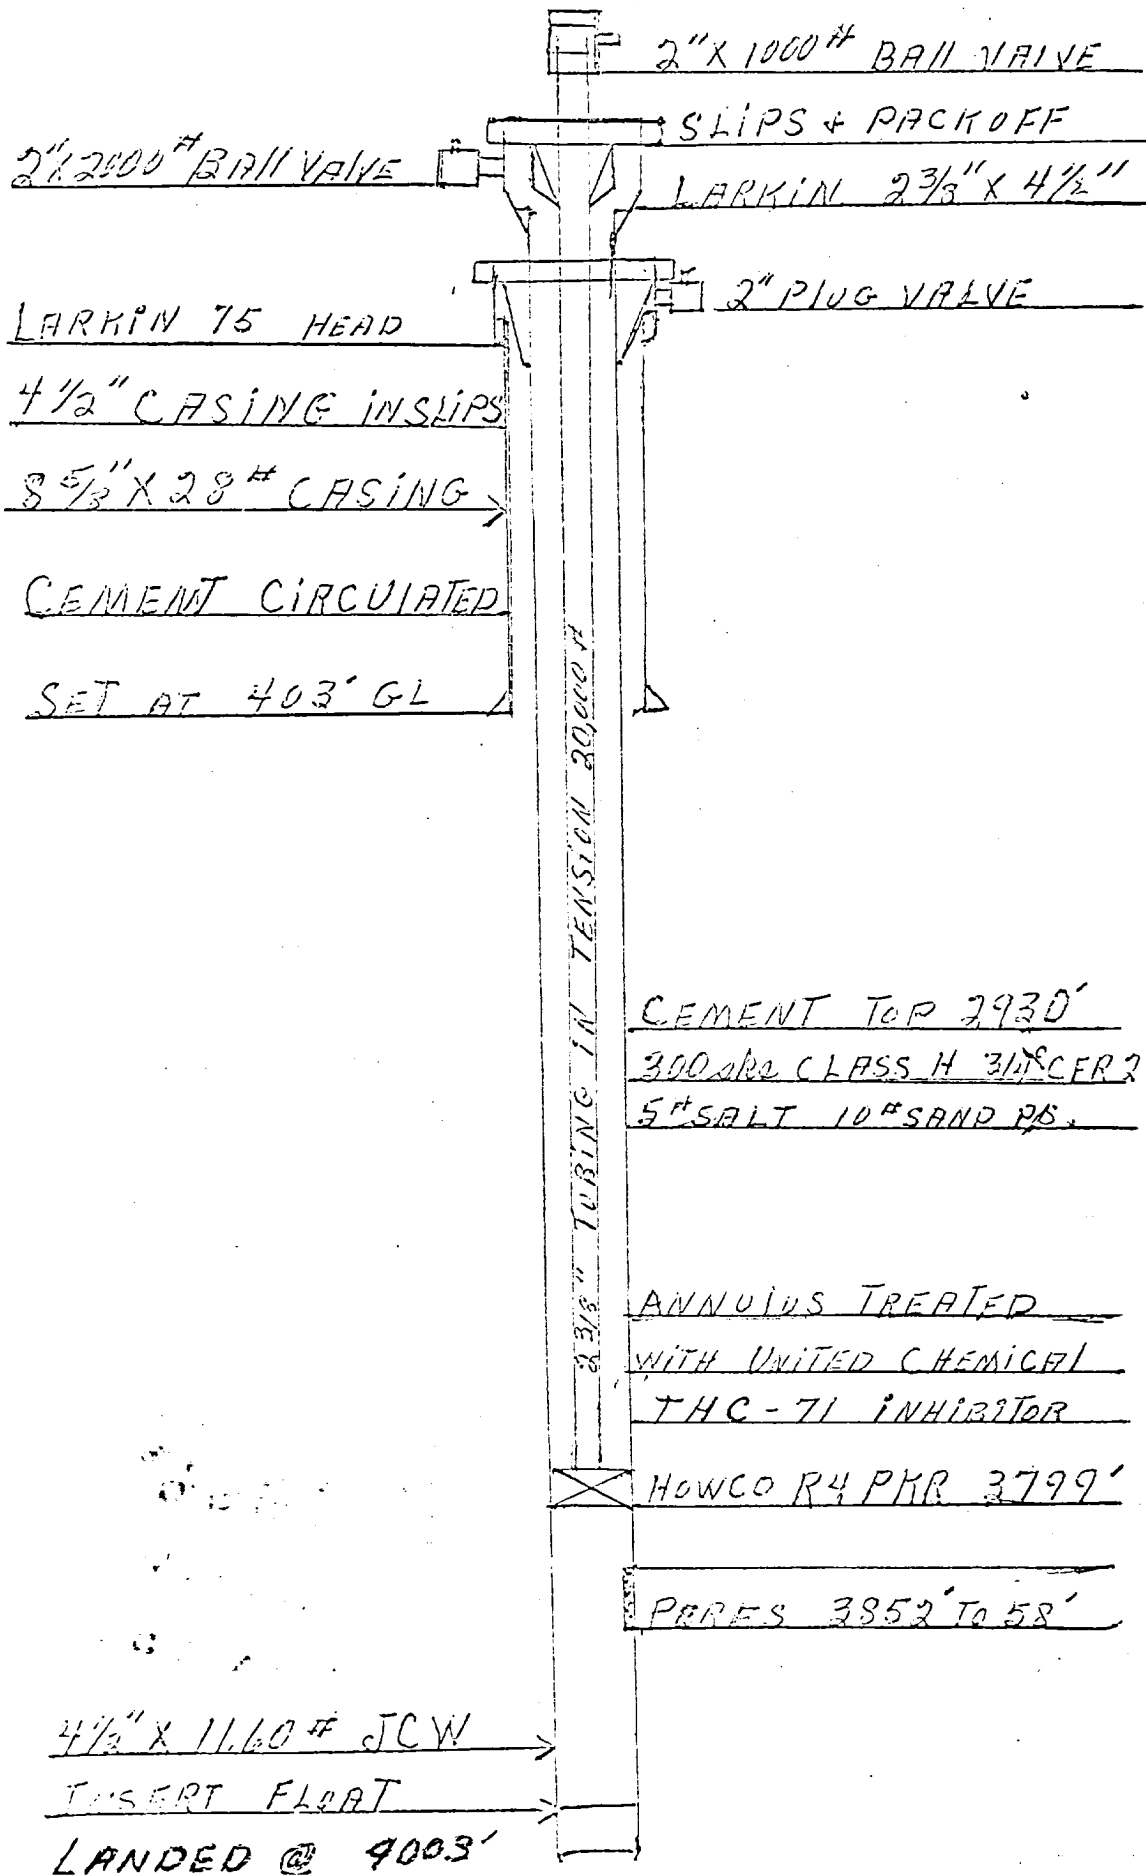 2" X 1000# BALL VALVE
SLIPS & PACKOFF
2" X 2000# BALL VALVE
LARKIN 2 3/8" X 4 1/2"
2" PLUG VALVE
LARKIN 75 HEAD
4 1/2" CASING IN SLIPS
8 5/8" X 28# CASING
CEMENT CIRCULATED
SET AT 403' GL
2 3/8" TUBING IN TENSION 20,000#
CEMENT TOP 2930'
300 sks CLASS H CFR 2
5# SALT 10# SAND
ANNULUS TREATED
WITH UNITED CHEMICAL
THC-71 INHIBITOR
HOWCO R4 PKR 3799'
PERFS 3852' TO 58'
4 1/2" X 11.60# JCW
INSERT FLOAT
LANDED @ 4003'